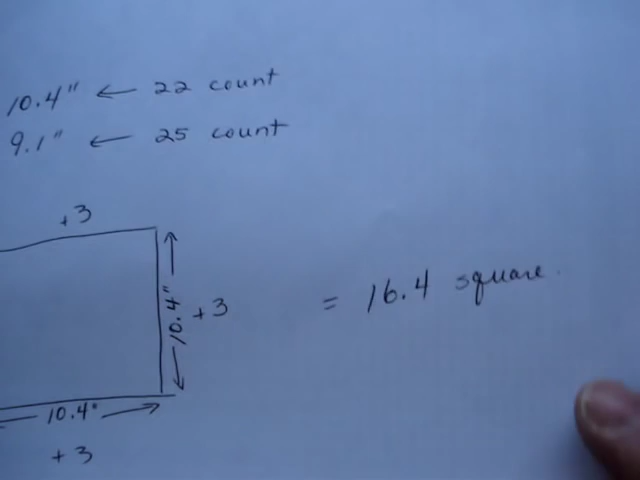 10.4" ← 22 count
9.1" ← 25 count
+3
10.4"
+3
= 16.4 square
10.4"
+3